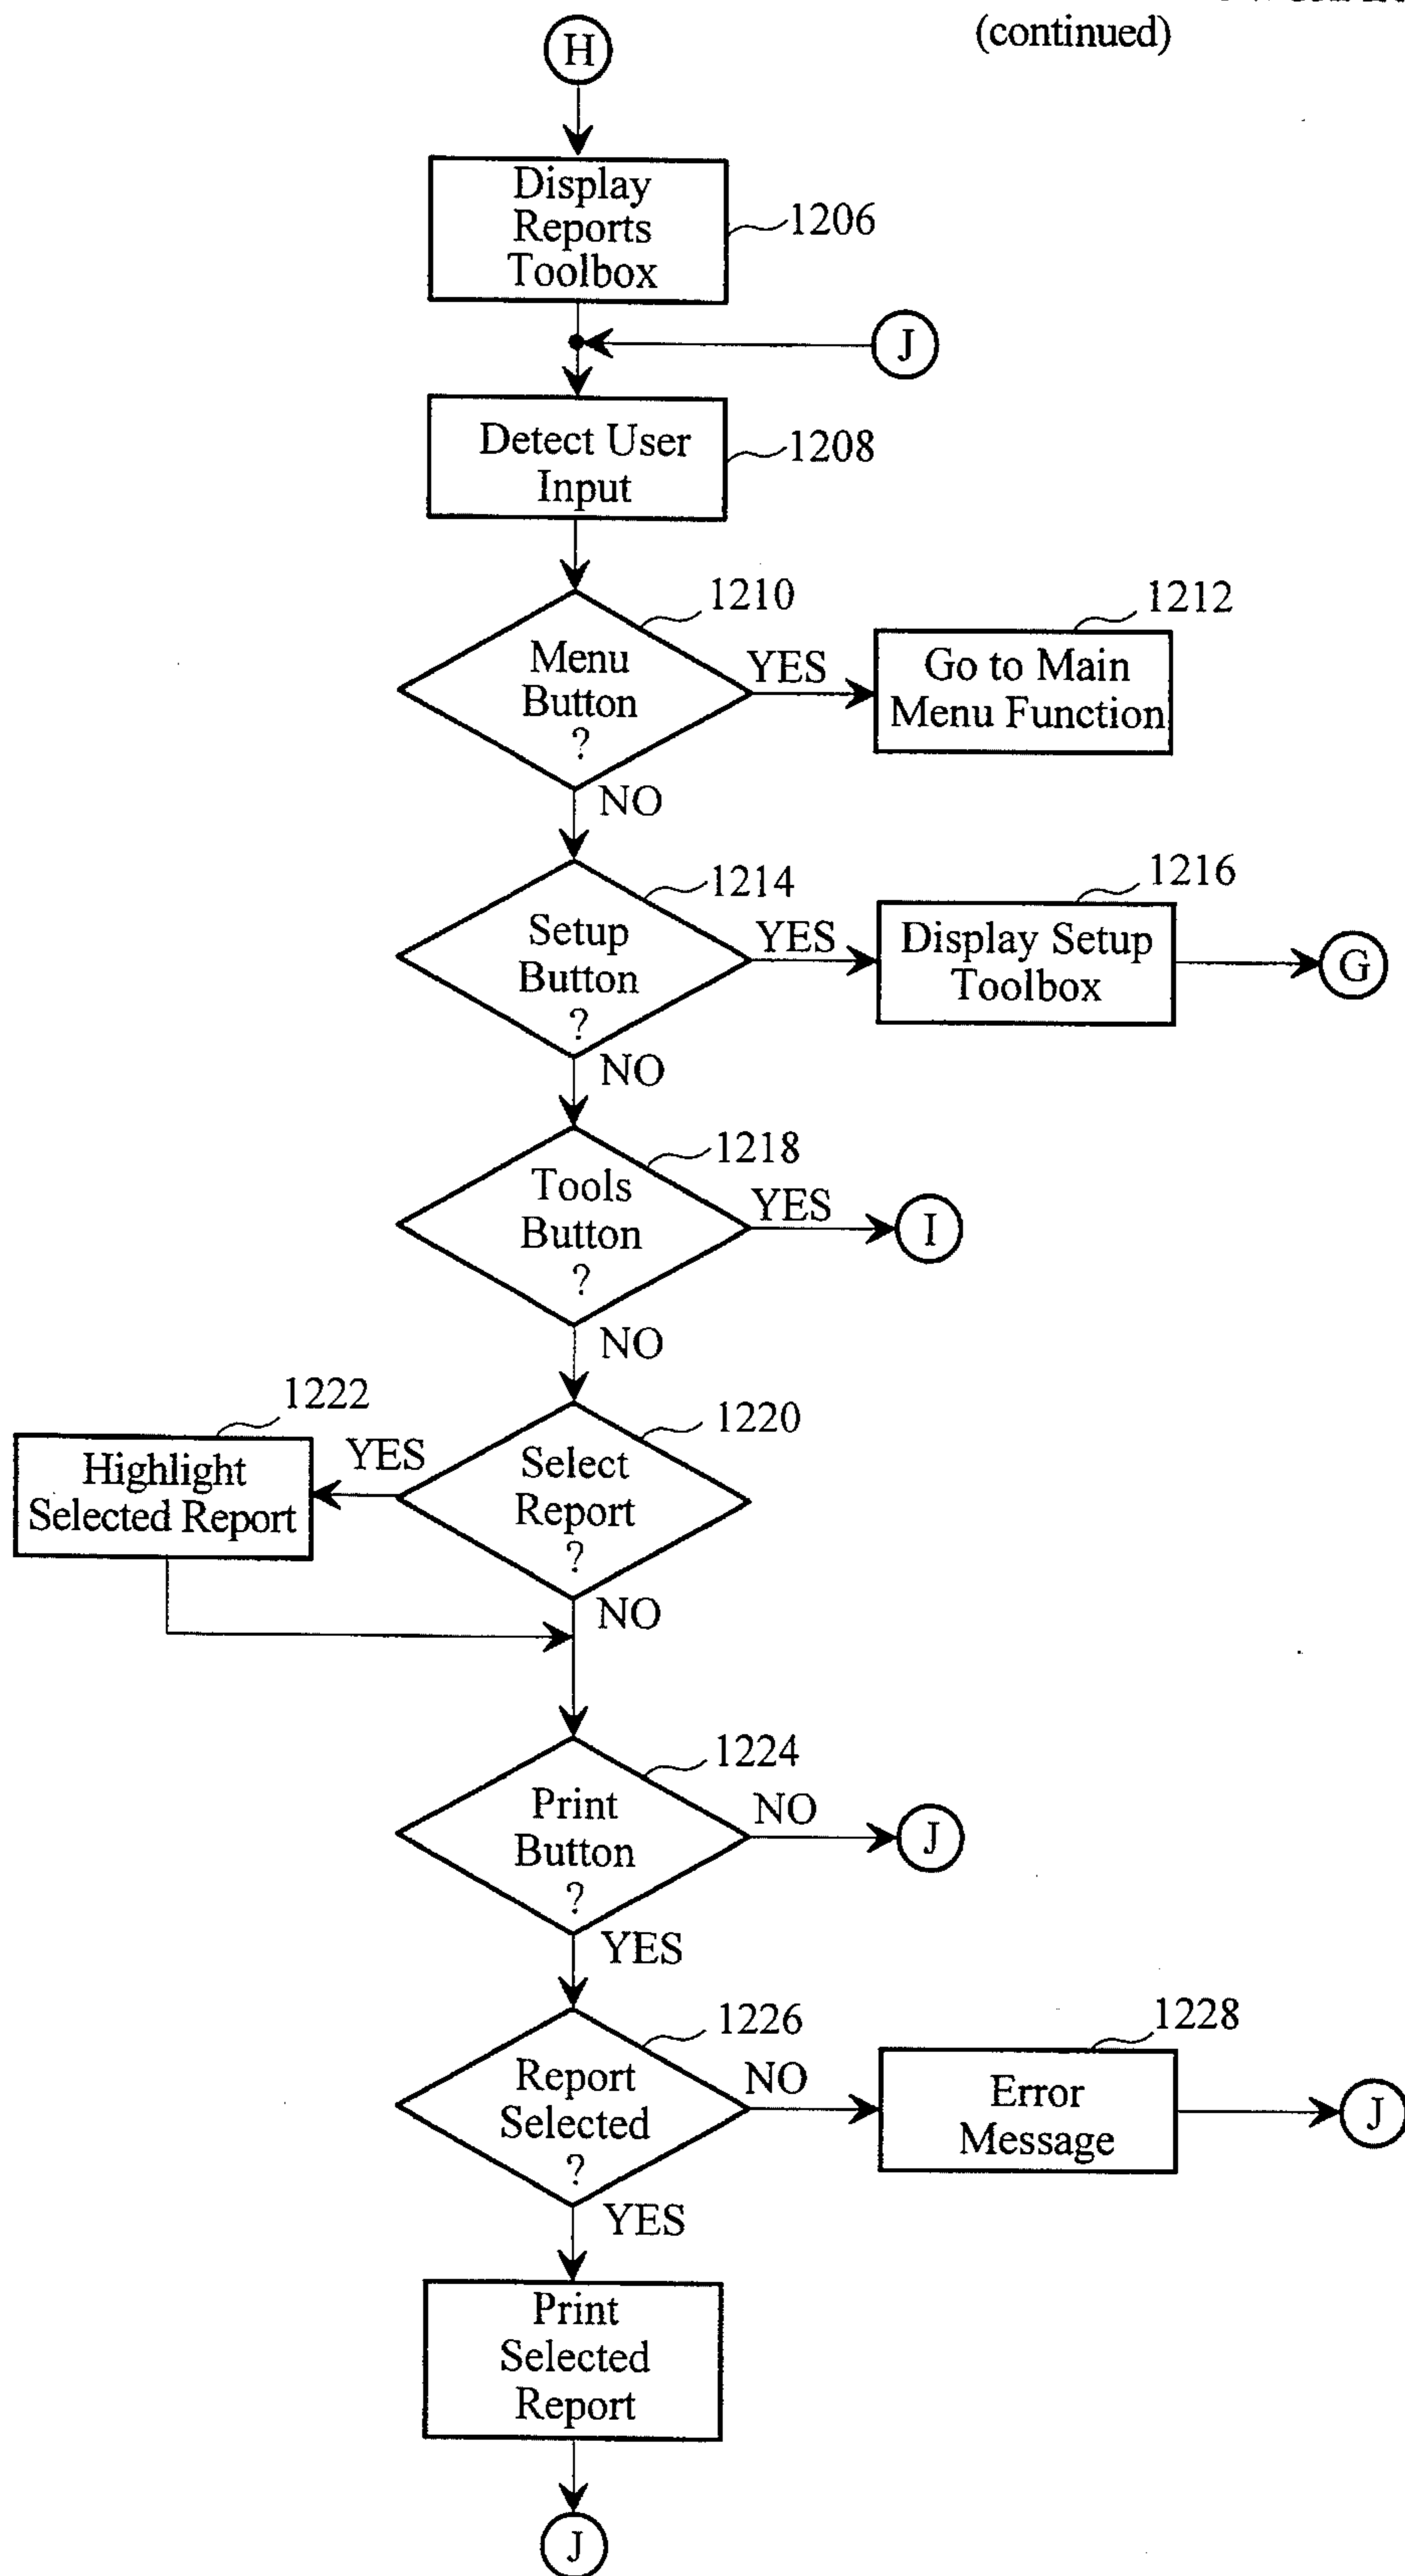 (continued)
H
Display
Reports
Toolbox
1206
J
Detect User
Input
1208
1210
Menu
Button
?
YES
1212
Go to Main
Menu Function
NO
1214
Setup
Button
?
YES
1216
Display Setup
Toolbox
G
NO
1218
Tools
Button
?
YES
I
NO
1220
Select
Report
?
YES
1222
Highlight
Selected Report
NO
1224
Print
Button
?
NO
J
YES
1226
Report
Selected
?
NO
1228
Error
Message
J
YES
Print
Selected
Report
J